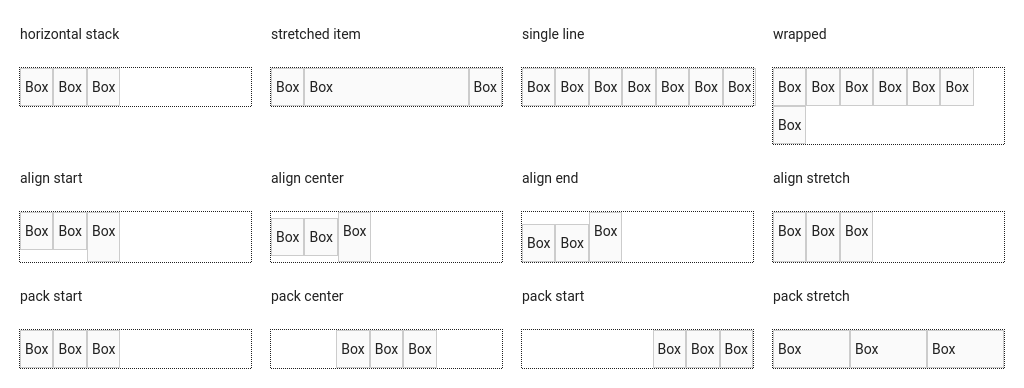 horizontal stack stretched item single line wrapped
Box Box Box Box Box Box Box Box Box Box Box Box Box Box Box Box Box Box Box
Box
align start align center align end align stretch
Box Box Box Box Box Box Box Box Box Box Box Box
pack start pack center pack start pack stretch
Box Box Box Box Box Box Box Box Box Box Box Box